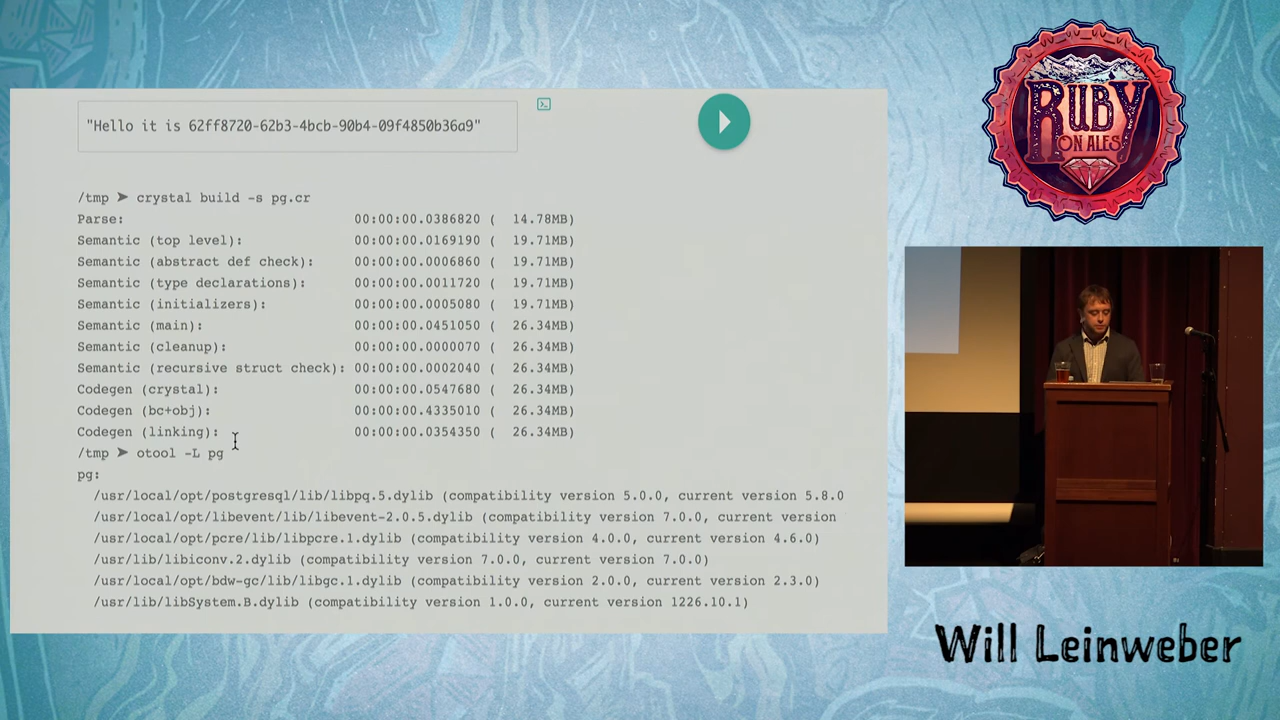 "Hello it is 62ff8720-62b3-4bcb-90b4-09f4850b36a9"
/tmp ➤ crystal build -s pg.cr
Parse: 00:00:00.0386820 ( 14.78MB)
Semantic (top level): 00:00:00.0169190 ( 19.71MB)
Semantic (abstract def check): 00:00:00.0006860 ( 19.71MB)
Semantic (type declarations): 00:00:00.0011720 ( 19.71MB)
Semantic (initializers): 00:00:00.0005080 ( 19.71MB)
Semantic (main): 00:00:00.0451050 ( 26.34MB)
Semantic (cleanup): 00:00:00.0000070 ( 26.34MB)
Semantic (recursive struct check): 00:00:00.0002040 ( 26.34MB)
Codegen (crystal): 00:00:00.0547680 ( 26.34MB)
Codegen (bc+obj): 00:00:00.4335010 ( 26.34MB)
Codegen (linking): 00:00:00.0354350 ( 26.34MB)
/tmp ➤ otool -L pg
pg:
/usr/local/opt/postgresql/lib/libpq.5.dylib (compatibility version 5.0.0, current version 5.8.0
/usr/local/opt/libevent/lib/libevent-2.0.5.dylib (compatibility version 7.0.0, current version
/usr/local/opt/pcre/lib/libpcre.1.dylib (compatibility version 4.0.0, current version 4.6.0)
/usr/lib/libiconv.2.dylib (compatibility version 7.0.0, current version 7.0.0)
/usr/local/opt/bdw-gc/lib/libgc.1.dylib (compatibility version 2.0.0, current version 2.3.0)
/usr/lib/libSystem.B.dylib (compatibility version 1.0.0, current version 1226.10.1)
RUBY
ON ALES
Will Leinweber